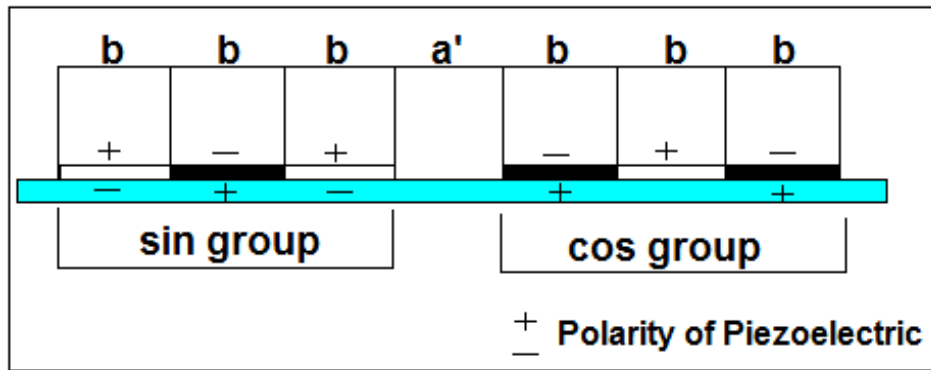 b b b a' b b b
+ — + — + —
— + — + +
sin group cos group
+
— Polarity of Piezoelectric